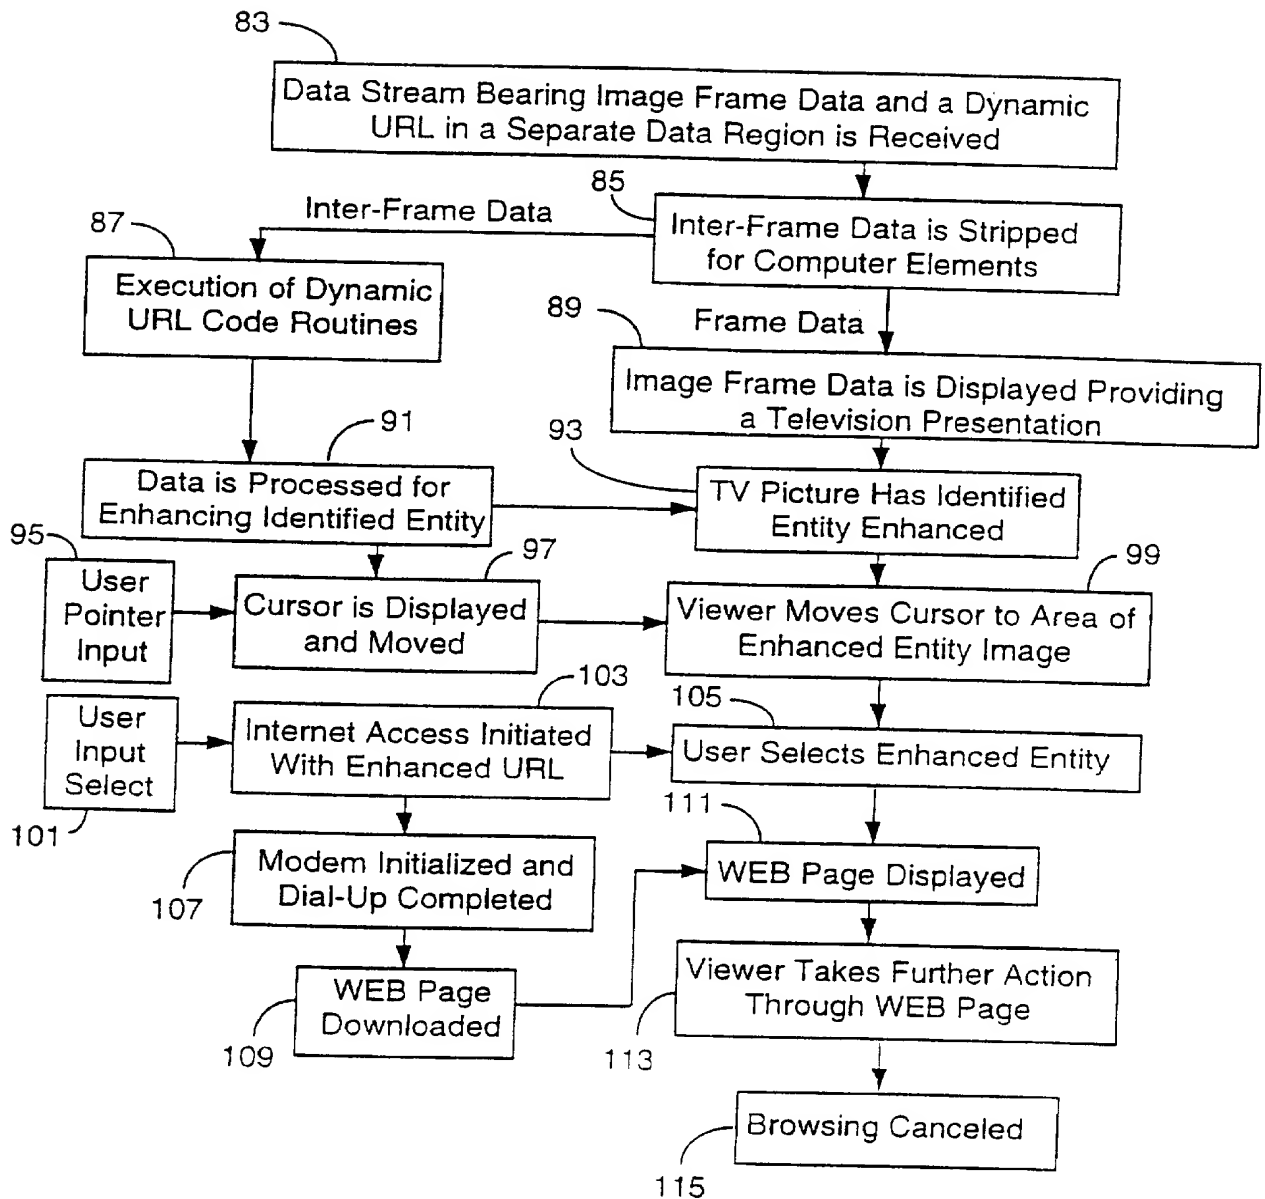 83
Data Stream Bearing Image Frame Data and a Dynamic
URL in a Separate Data Region is Received
85
Inter-Frame Data
87
Inter-Frame Data is Stripped
for Computer Elements
Execution of Dynamic
URL Code Routines
89
Frame Data
Image Frame Data is Displayed Providing
a Television Presentation
91
93
Data is Processed for
Enhancing Identified Entity
TV Picture Has Identified
Entity Enhanced
95
97
99
User
Pointer
Input
Cursor is Displayed
and Moved
Viewer Moves Cursor to Area of
Enhanced Entity Image
103
105
User
Input
Select
101
Internet Access Initiated
With Enhanced URL
User Selects Enhanced Entity
111
Modem Initialized and
Dial-Up Completed
107
WEB Page Displayed
WEB Page
Downloaded
109
Viewer Takes Further Action
Through WEB Page
113
Browsing Canceled
115